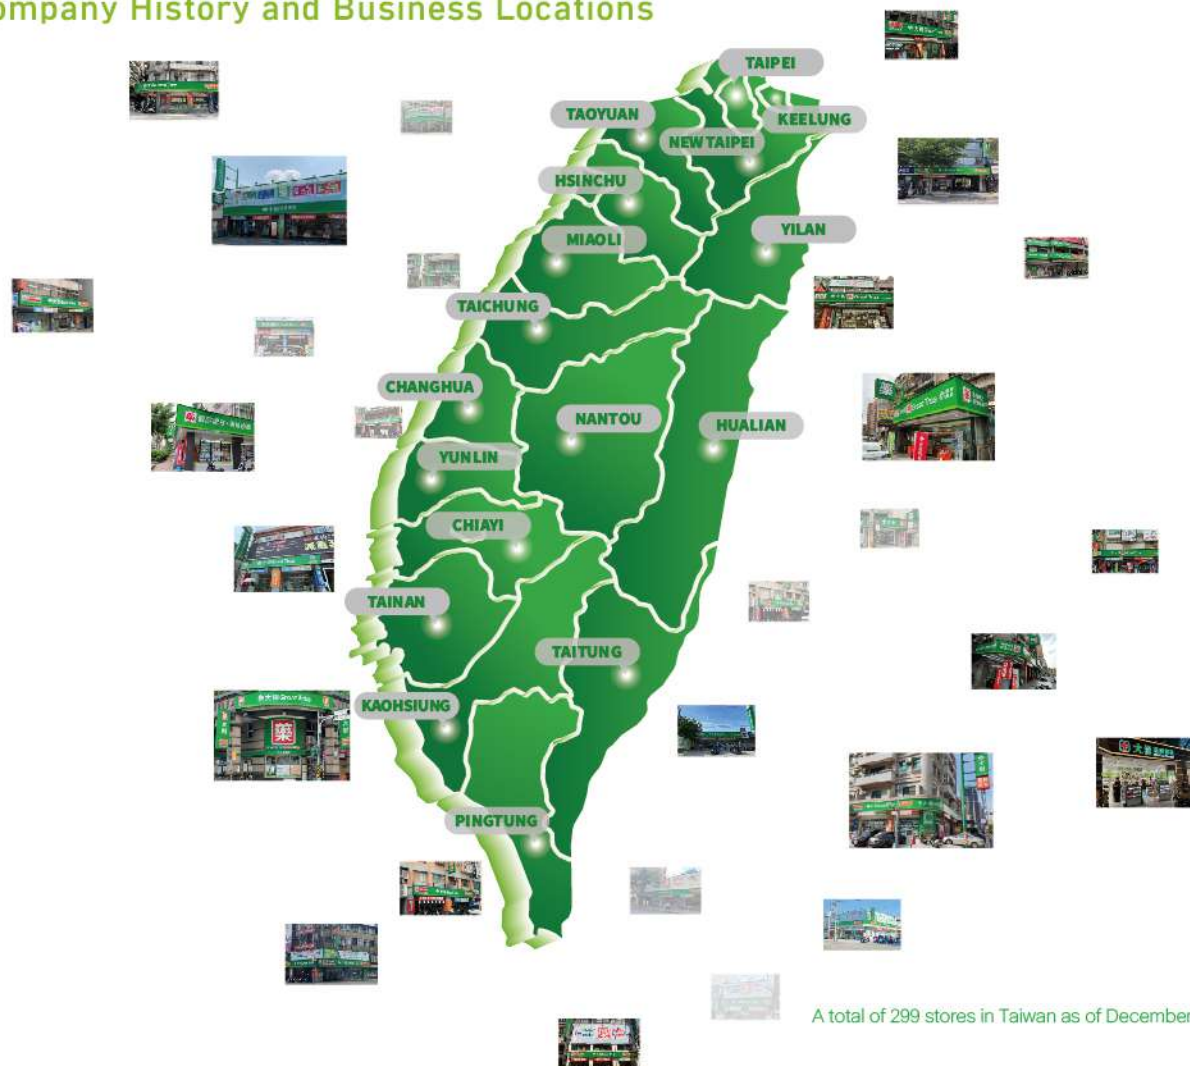 ompany History and Business Locations
TAIPEI
TAOYUAN
KEELUNG
NEW TAIPEI
HSINCHU
YILAN
MIAOLI
TAICHUNG
CHANGHUA
NANTOU
HUALIAN
YUNLIN
CHIAYI
TAINAN
TAITUNG
KAOHSIUNG
藥
PINGTUNG
A total of 299 stores in Taiwan as of December